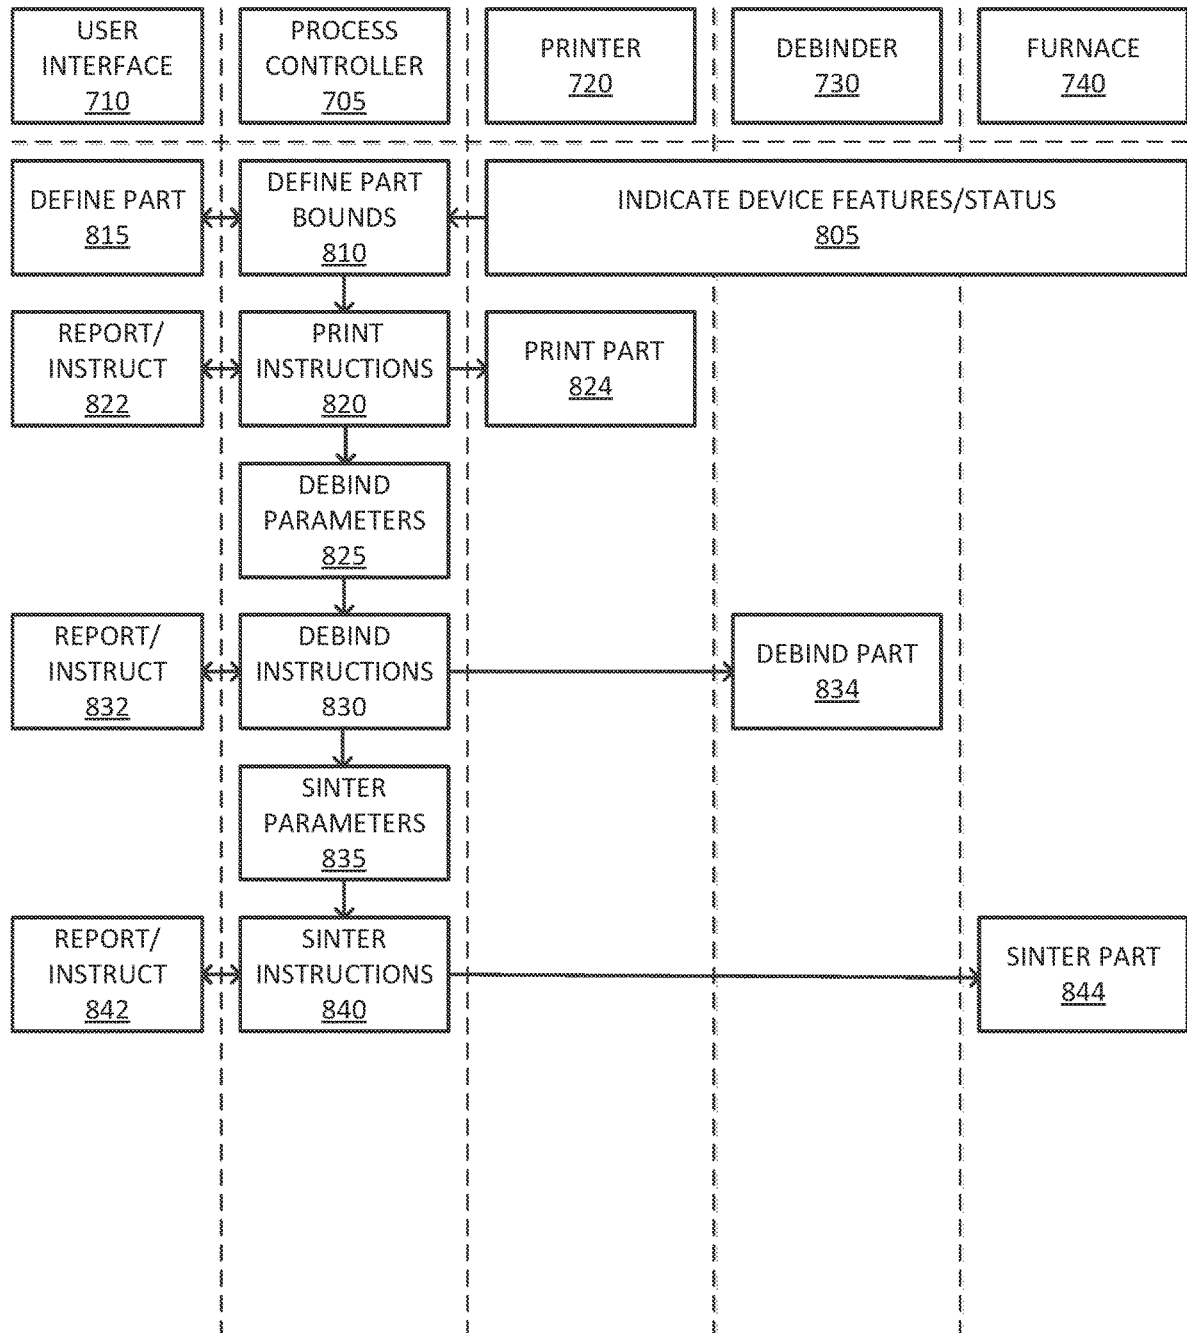 USER
INTERFACE
710
PROCESS
CONTROLLER
705
PRINTER
720
DEBINDER
730
FURNACE
740
DEFINE PART
815
DEFINE PART
BOUNDS
810
INDICATE DEVICE FEATURES/STATUS
805
REPORT/
INSTRUCT
822
PRINT
INSTRUCTIONS
820
PRINT PART
824
DEBIND
PARAMETERS
825
REPORT/
INSTRUCT
832
DEBIND
INSTRUCTIONS
830
DEBIND PART
834
SINTER
PARAMETERS
835
REPORT/
INSTRUCT
842
SINTER
INSTRUCTIONS
840
SINTER PART
844